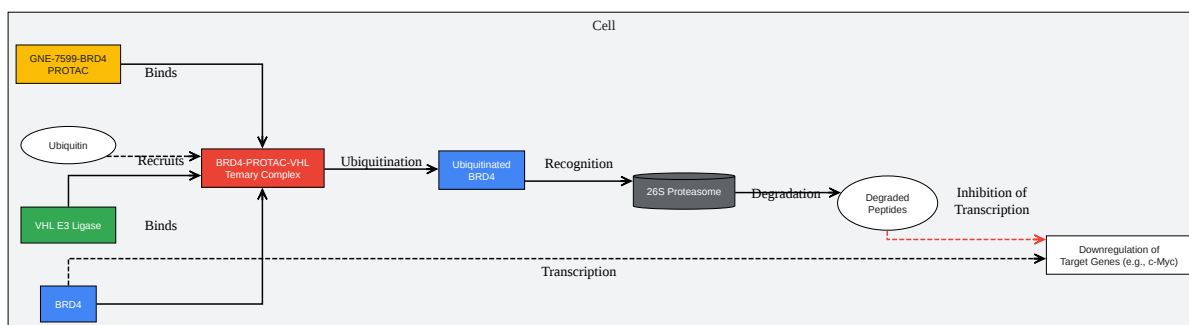 Cell
GNE-7599-BRD4
PROTAC
Binds
Ubiquitin
Recruits
BRD4-PROTAC-VHL
Ternary Complex
Ubiquitination
Ubiquitinated
BRD4
Recognition
26S Proteasome
Degradation
Degraded
Peptides
Inhibition of
Transcription
VHL E3 Ligase
Binds
Downregulation of
Target Genes (e.g., c-Myc)
Transcription
BRD4